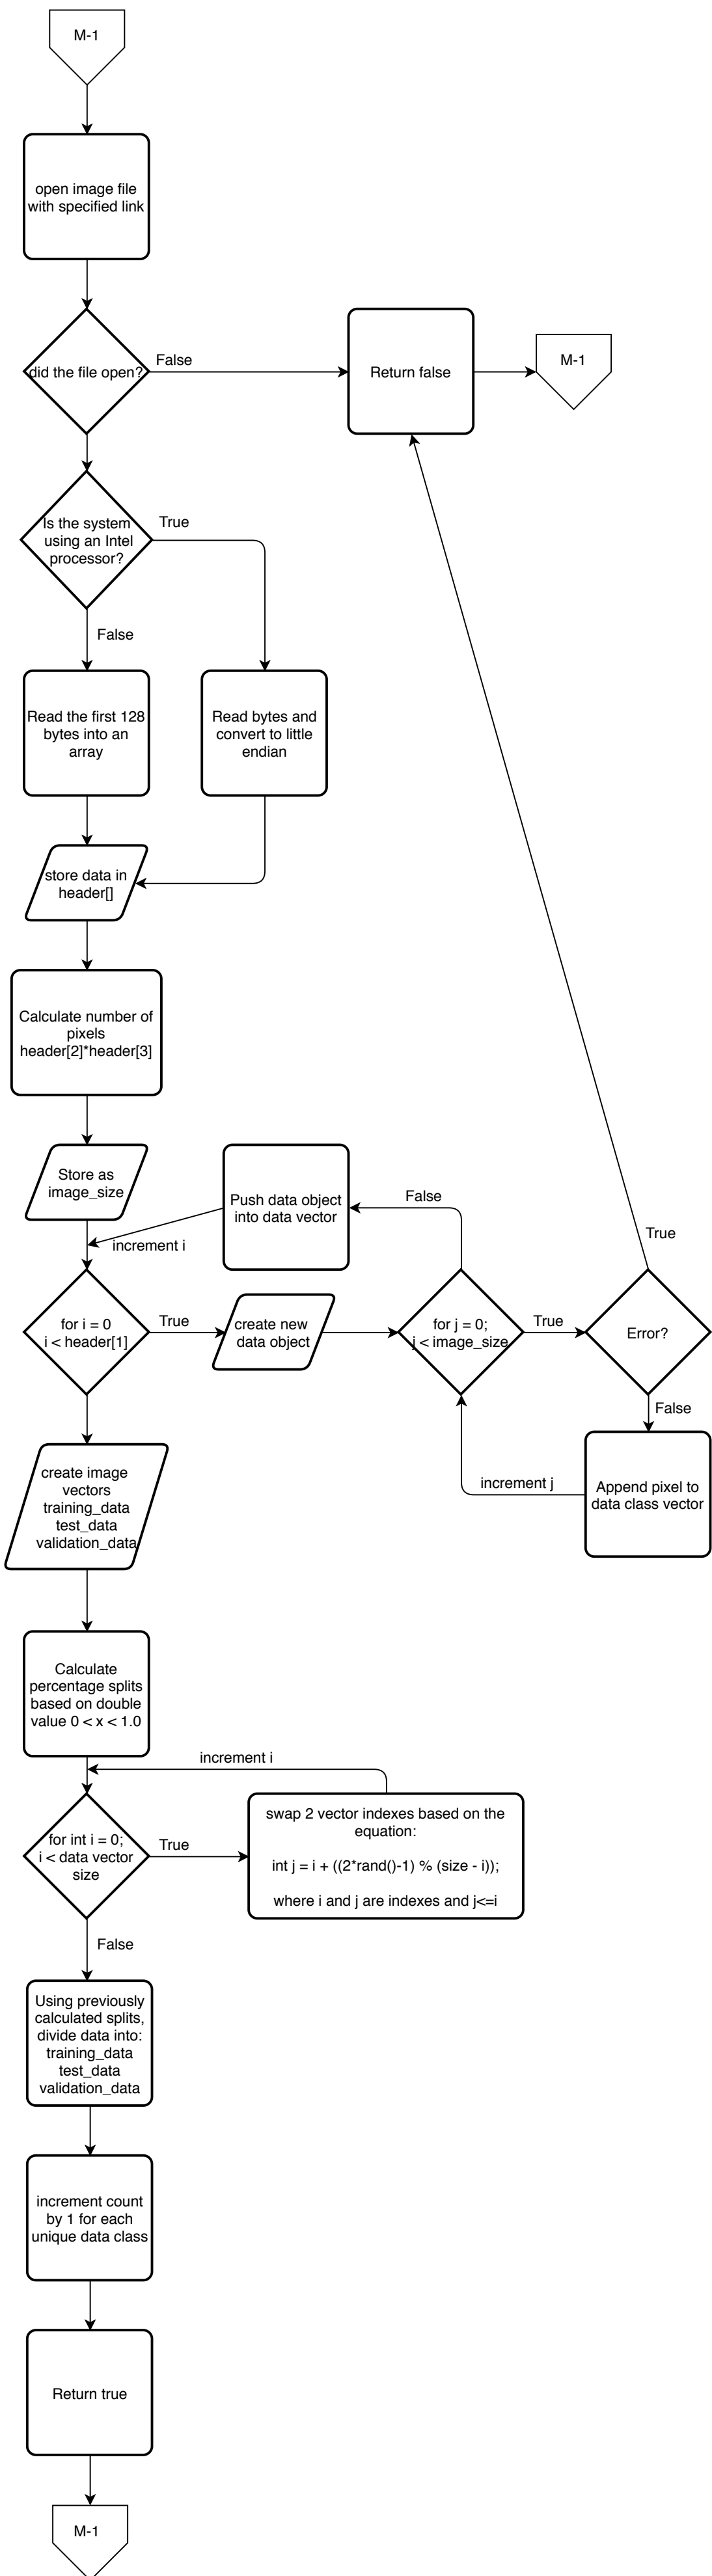 M-1
open image file
with specified link
did the file open?
False
Return false
M-1
Is the system
using an Intel
processor?
True
False
Read the first 128
bytes into an
array
Read bytes and
convert to little
endian
store data in
header[]
Calculate number of
pixels
header[2]*header[3]
Store as
image_size
Push data object
into data vector
False
increment i
True
for i = 0
i < header[1]
True
create new
data object
for j = 0;
j < image_size
True
Error?
False
increment j
Append pixel to
data class vector
create image
vectors
training_data
test_data
validation_data
Calculate
percentage splits
based on double
value 0 < x < 1.0
increment i
for int i = 0;
i < data vector
size
True
swap 2 vector indexes based on the
equation:
int j = i + ((2*rand()-1) % (size - i));
where i and j are indexes and j<=i
False
Using previously
calculated splits,
divide data into:
training_data
test_data
validation_data
increment count
by 1 for each
unique data class
Return true
M-1